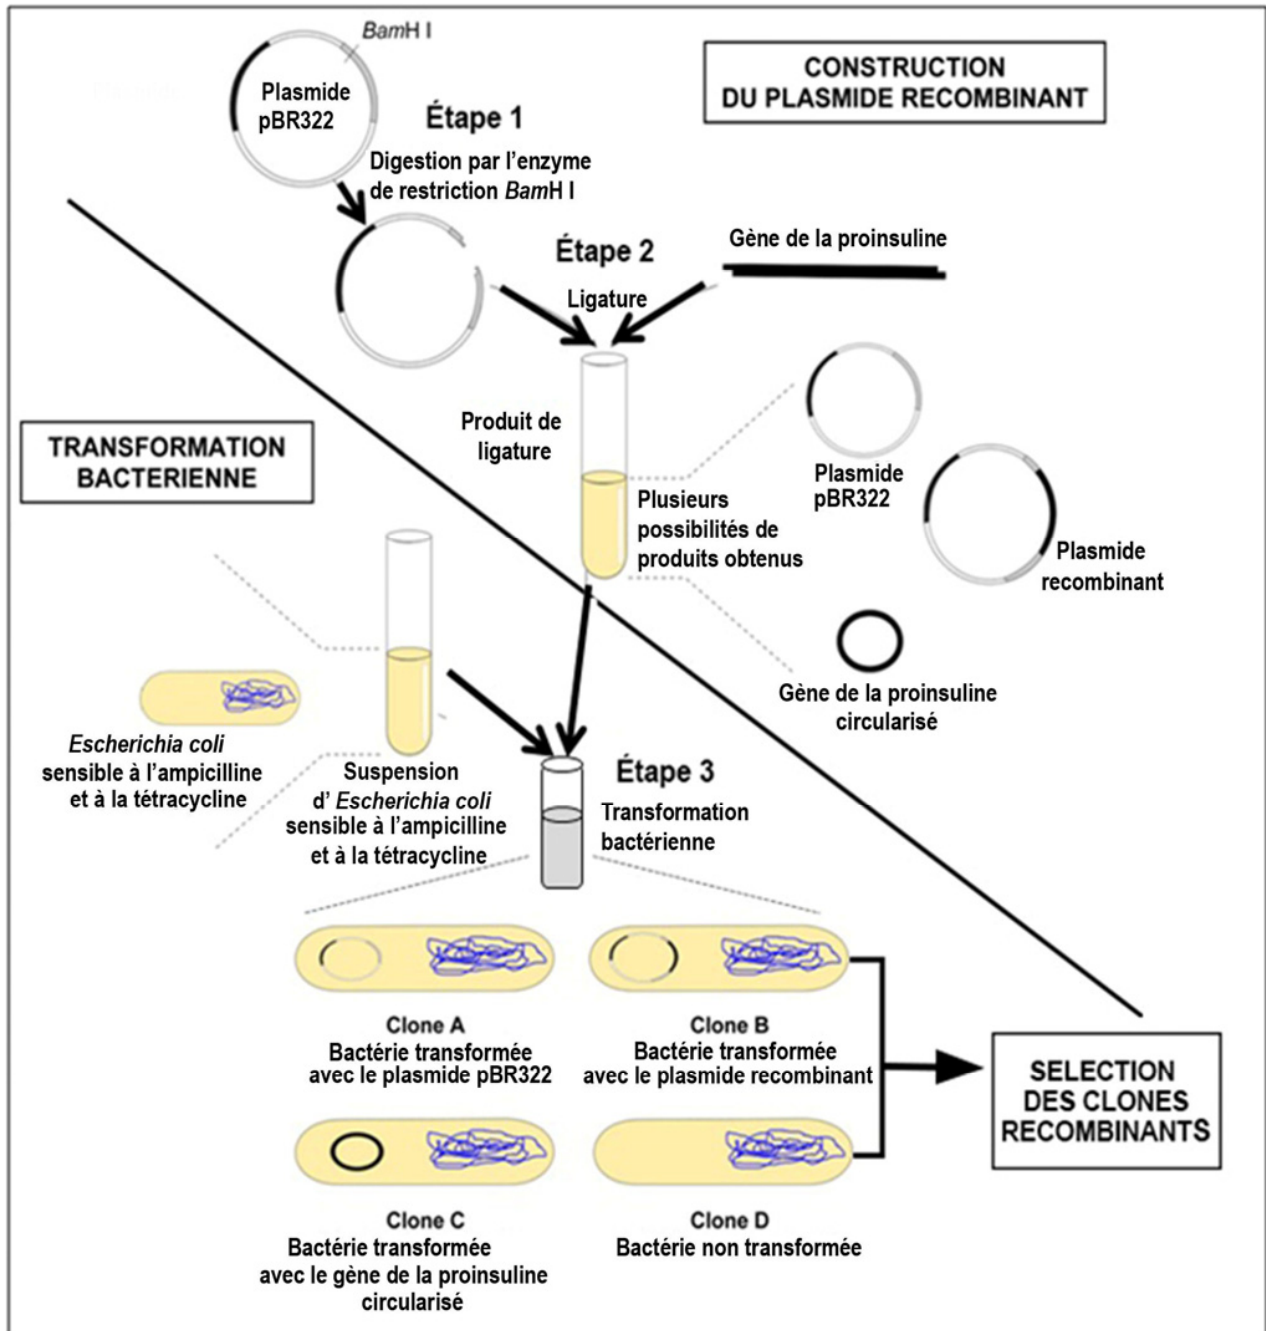 BamH I
Plasmide
pBR322
CONSTRUCTION
DU PLASMIDE RECOMBINANT
Étape 1
Digestion par l'enzyme
de restriction BamH I
Étape 2
Ligature
Gène de la proinsuline
Produit de
ligature
Plusieurs
possibilités de
produits obtenus
Plasmide
pBR322
Plasmide
recombinant
Gène de la proinsuline
circularisé
TRANSFORMATION
BACTERIENNE
Escherichia coli
sensible à l'ampicilline
et à la tétracycline
Suspension
d' Escherichia coli
sensible à l'ampicilline
et à la tétracycline
Étape 3
Transformation
bactérienne
Clone A
Bactérie transformée
avec le plasmide pBR322
Clone B
Bactérie transformée
avec le plasmide recombinant
Clone C
Bactérie transformée
avec le gène de la proinsuline
circularisé
Clone D
Bactérie non transformée
SELECTION
DES CLONES
RECOMBINANTS